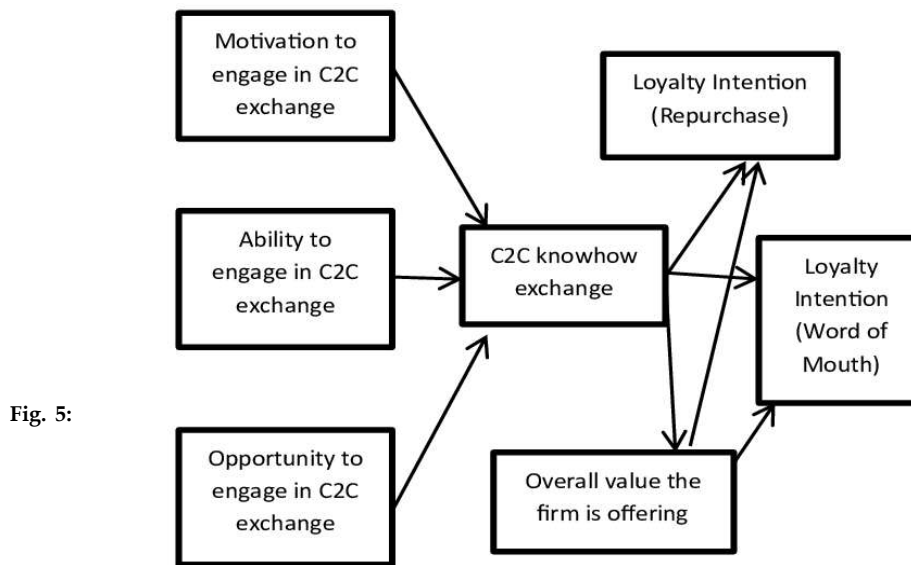 Motivation to
engage in C2C
exchange
Loyalty Intention
(Repurchase)
Ability to
engage in C2C
exchange
C2C knowhow
exchange
Loyalty
Intention
(Word of
Mouth)
Fig. 5:
Opportunity to
engage in C2C
exchange
Overall value the
firm is offering